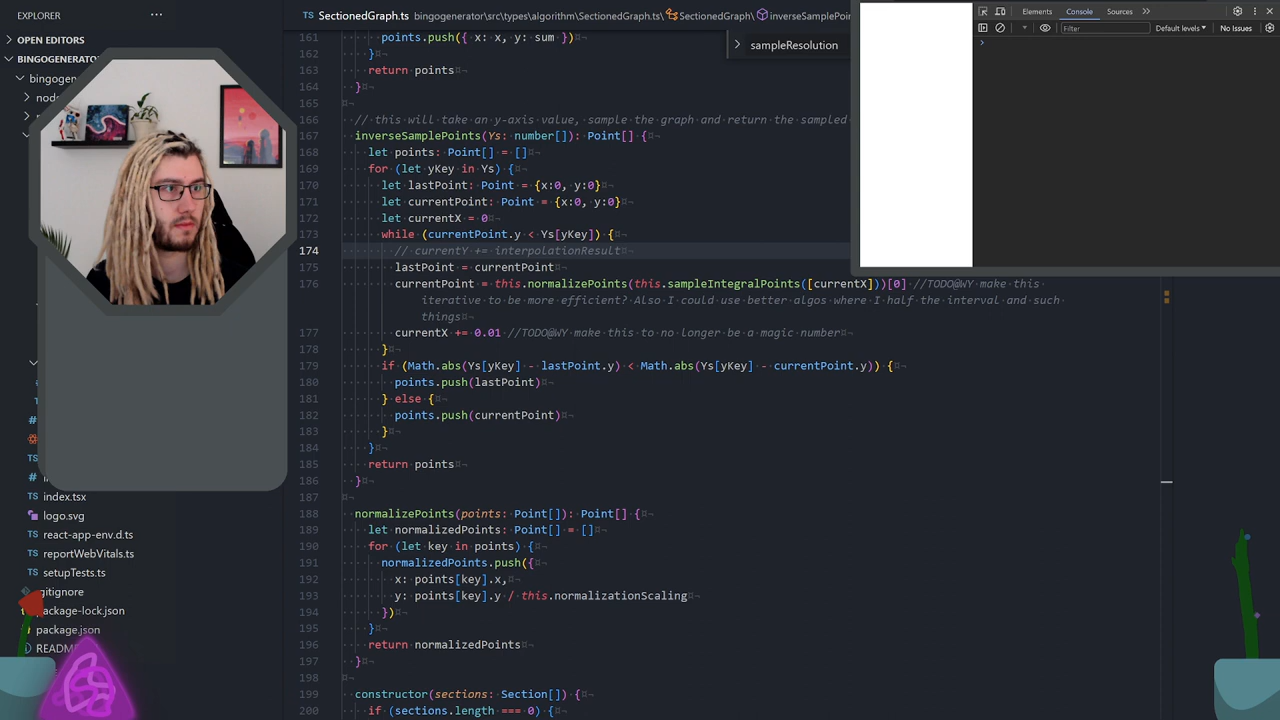 EXPLORER
OPEN EDITORS
BINGOGENERATO
bingogen
node
index.tsx
logo.svg
react-app-env.d.ts
reportWebVitals.ts
setupTests.ts
.gitignore
package-lock.json
package.json
README
TS SectionedGraph.ts bingogenerator\src\types\algorithm\SectionedGraph.ts\ SectionedGraph\ inverseSamplePoin
sampleResolution
161 points.push({ x: x, y: sum })
162 }
163 return points
164 }
165
166 // this will take an y-axis value, sample the graph and return the sampled
167 inverseSamplePoints(Ys: number[]): Point[] {
168 let points: Point[] = []
169 for (let yKey in Ys) {
170 let lastPoint: Point = {x:0, y:0}
171 let currentPoint: Point = {x:0, y:0}
172 let currentX = 0
173 while (currentPoint.y < Ys[yKey]) {
174 // currentY += interpolationResult
175 lastPoint = currentPoint
176 currentPoint = this.normalizePoints(this.sampleIntegralPoints([currentX]))[0] //TODO@WY make this
iterative to be more efficient? Also I could use better algos where I half the interval and such
things
177 currentX += 0.01 //TODO@WY make this to no longer be a magic number
178 }
179 if (Math.abs(Ys[yKey] - lastPoint.y) < Math.abs(Ys[yKey] - currentPoint.y)) {
180 points.push(lastPoint)
181 } else {
182 points.push(currentPoint)
183 }
184 }
185 return points
186 }
187
188 normalizePoints(points: Point[]): Point[] {
189 let normalizedPoints: Point[] = []
190 for (let key in points) {
191 normalizedPoints.push({
192 x: points[key].x,
193 y: points[key].y / this.normalizationScaling
194 })
195 }
196 return normalizedPoints
197 }
198
199 constructor(sections: Section[]) {
200 if (sections.length === 0) {
Elements Console Sources
Filter Default levels No Issues